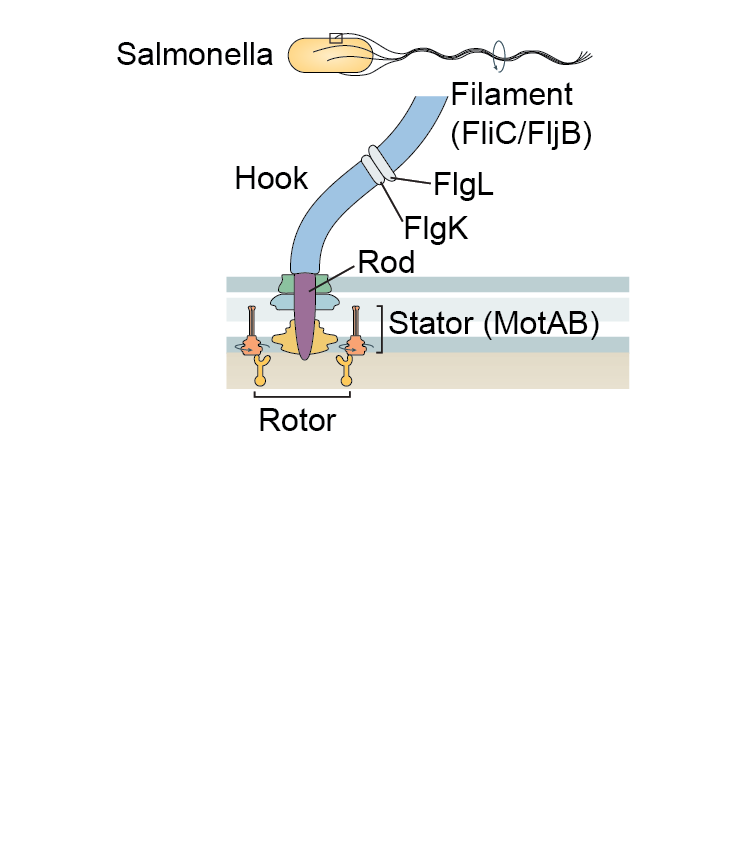 Salmonella
Filament
(FliC/FljB)
Hook
FlgL
FlgK
Rod
Stator (MotAB)
Rotor